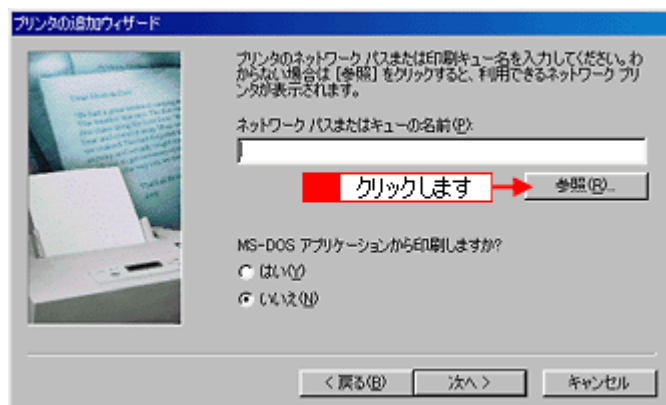 プリンタの追加ウィザード
プリンタのネットワーク パスまたは印刷キュー名を入力してください。わ
からない場合は [参照] をクリックすると、利用できるネットワーク プリ
ンタが表示されます。
ネットワーク パスまたはキューの名前(P):
クリックします
参照(R)...
MS-DOS アプリケーションから印刷しますか?
はい(Y)
いいえ(N)
< 戻る(B)
次へ >
キャンセル